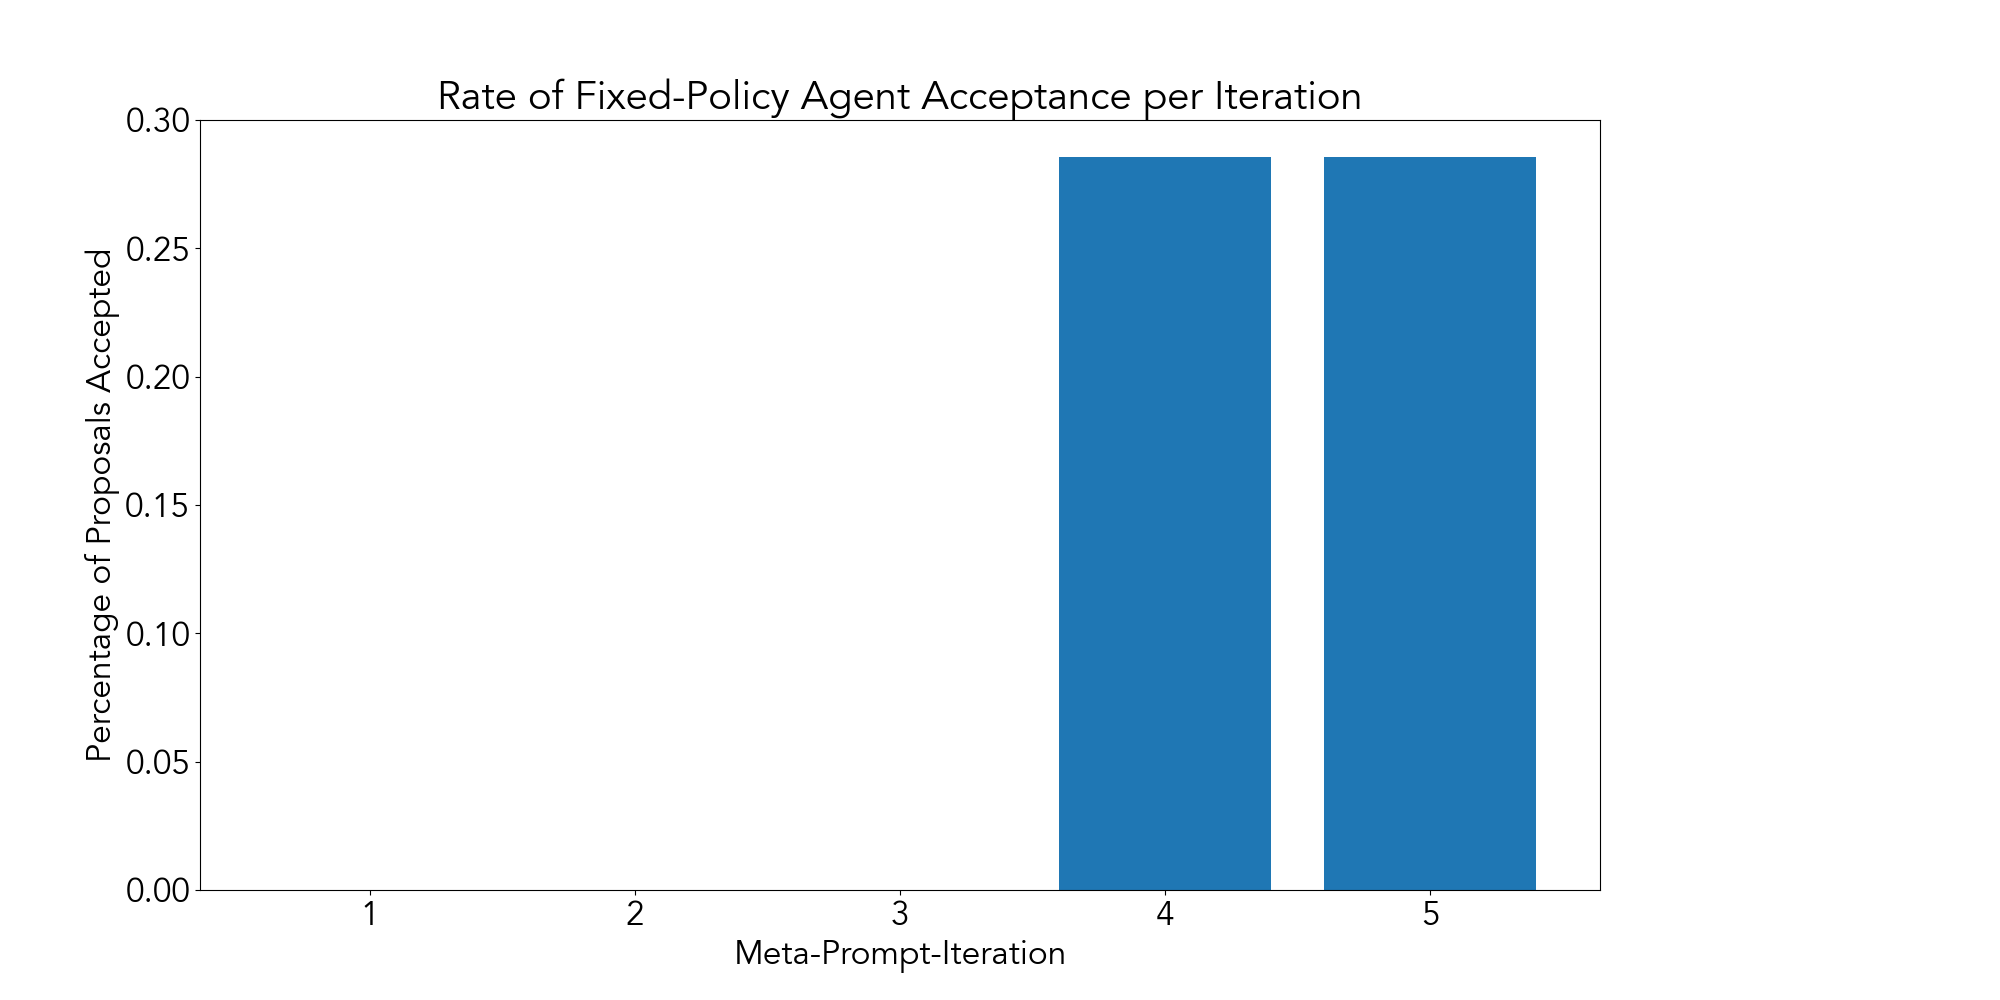 Rate of Fixed-Policy Agent Acceptance per Iteration
Percentage of Proposals Accepted
0.30
0.25
0.20
0.15
0.10
0.05
0.00
1 2 3 4 5
Meta-Prompt-Iteration